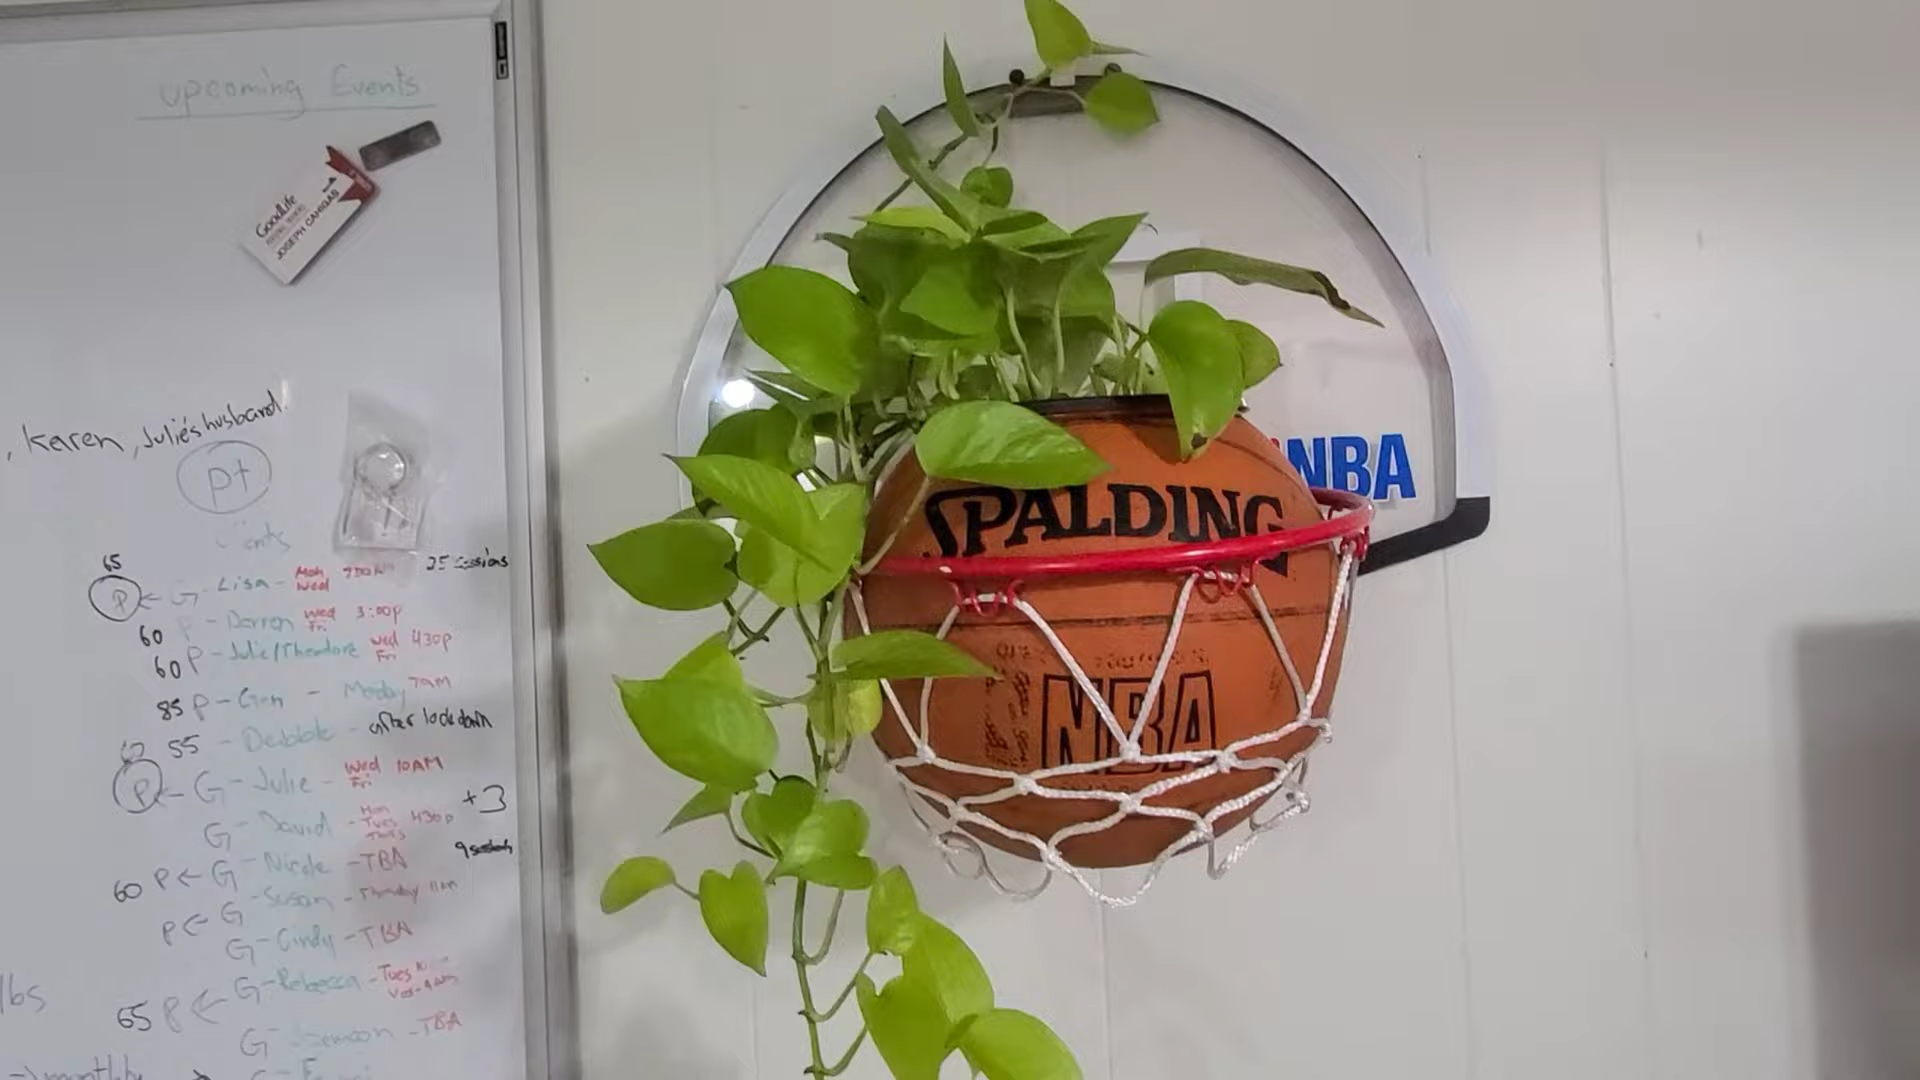 upcoming Events
GoodLife
JOSEPH CANIGAS
, Karen, Julie's husband.
pt
65
P ← G - Lisa - Mon Wed 25 sessions
60 P - Darren Wed Fri 3:00p
60 P - Julie/Theodore Wed Fri 430p
85 P - Gen - Monday 7am
55 - Debbie - after lockdown
P ← G - Julie - Wed Fri 10AM
G - David - Mon Tues 430p +3
60 P ← G - Nicole - TBA 9 sessions
P ← G - Susan - Thursday 11am
G - Cindy - TBA
65 P ← G - Rebecca - Tues
G - - TBA
lbs
→ monthly
NBA
SPALDING
NBA